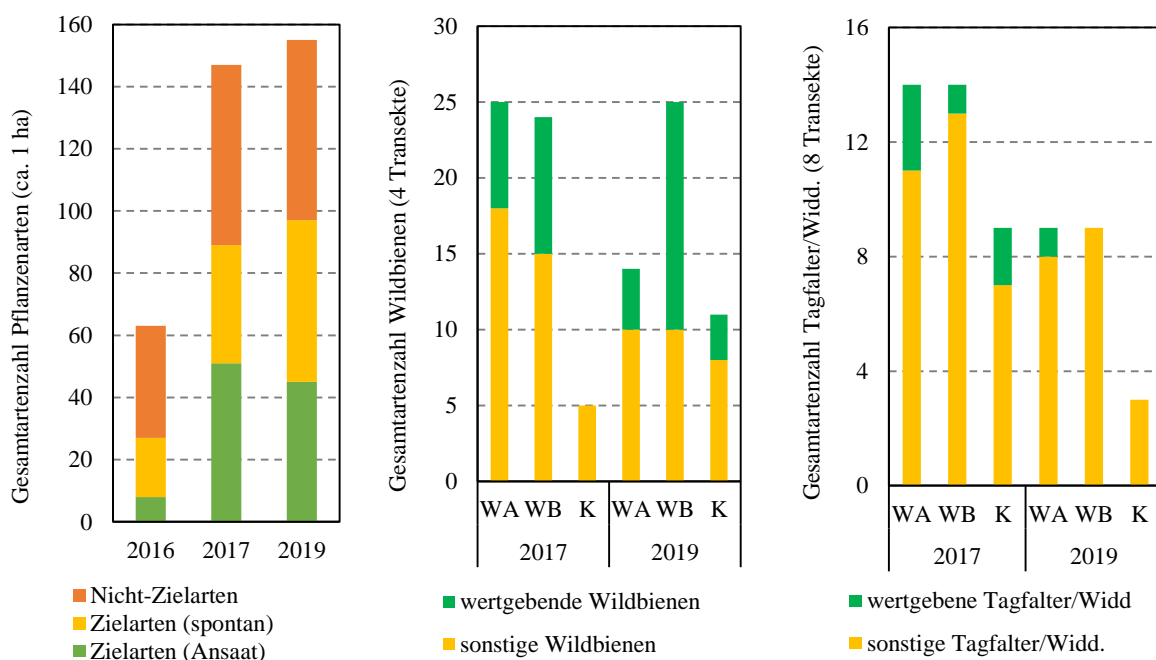 Gesamtartenzahl Pflanzenarten (ca. 1 ha)
160
140
120
100
80
60
40
20
0
2016 2017 2019
Nicht-Zielarten
Zielarten (spontan)
Zielarten (Ansaat)
Gesamtartenzahl Wildbienen (4 Transekte)
30
25
20
15
10
5
0
WA WB K WA WB K
2017 2019
wertgebende Wildbienen
sonstige Wildbienen
Gesamtartenzahl Tagfalter/Widd. (8 Transekte)
16
12
8
4
0
WA WB K WA WB K
2017 2019
wertgebene Tagfalter/Widd
sonstige Tagfalter/Widd.